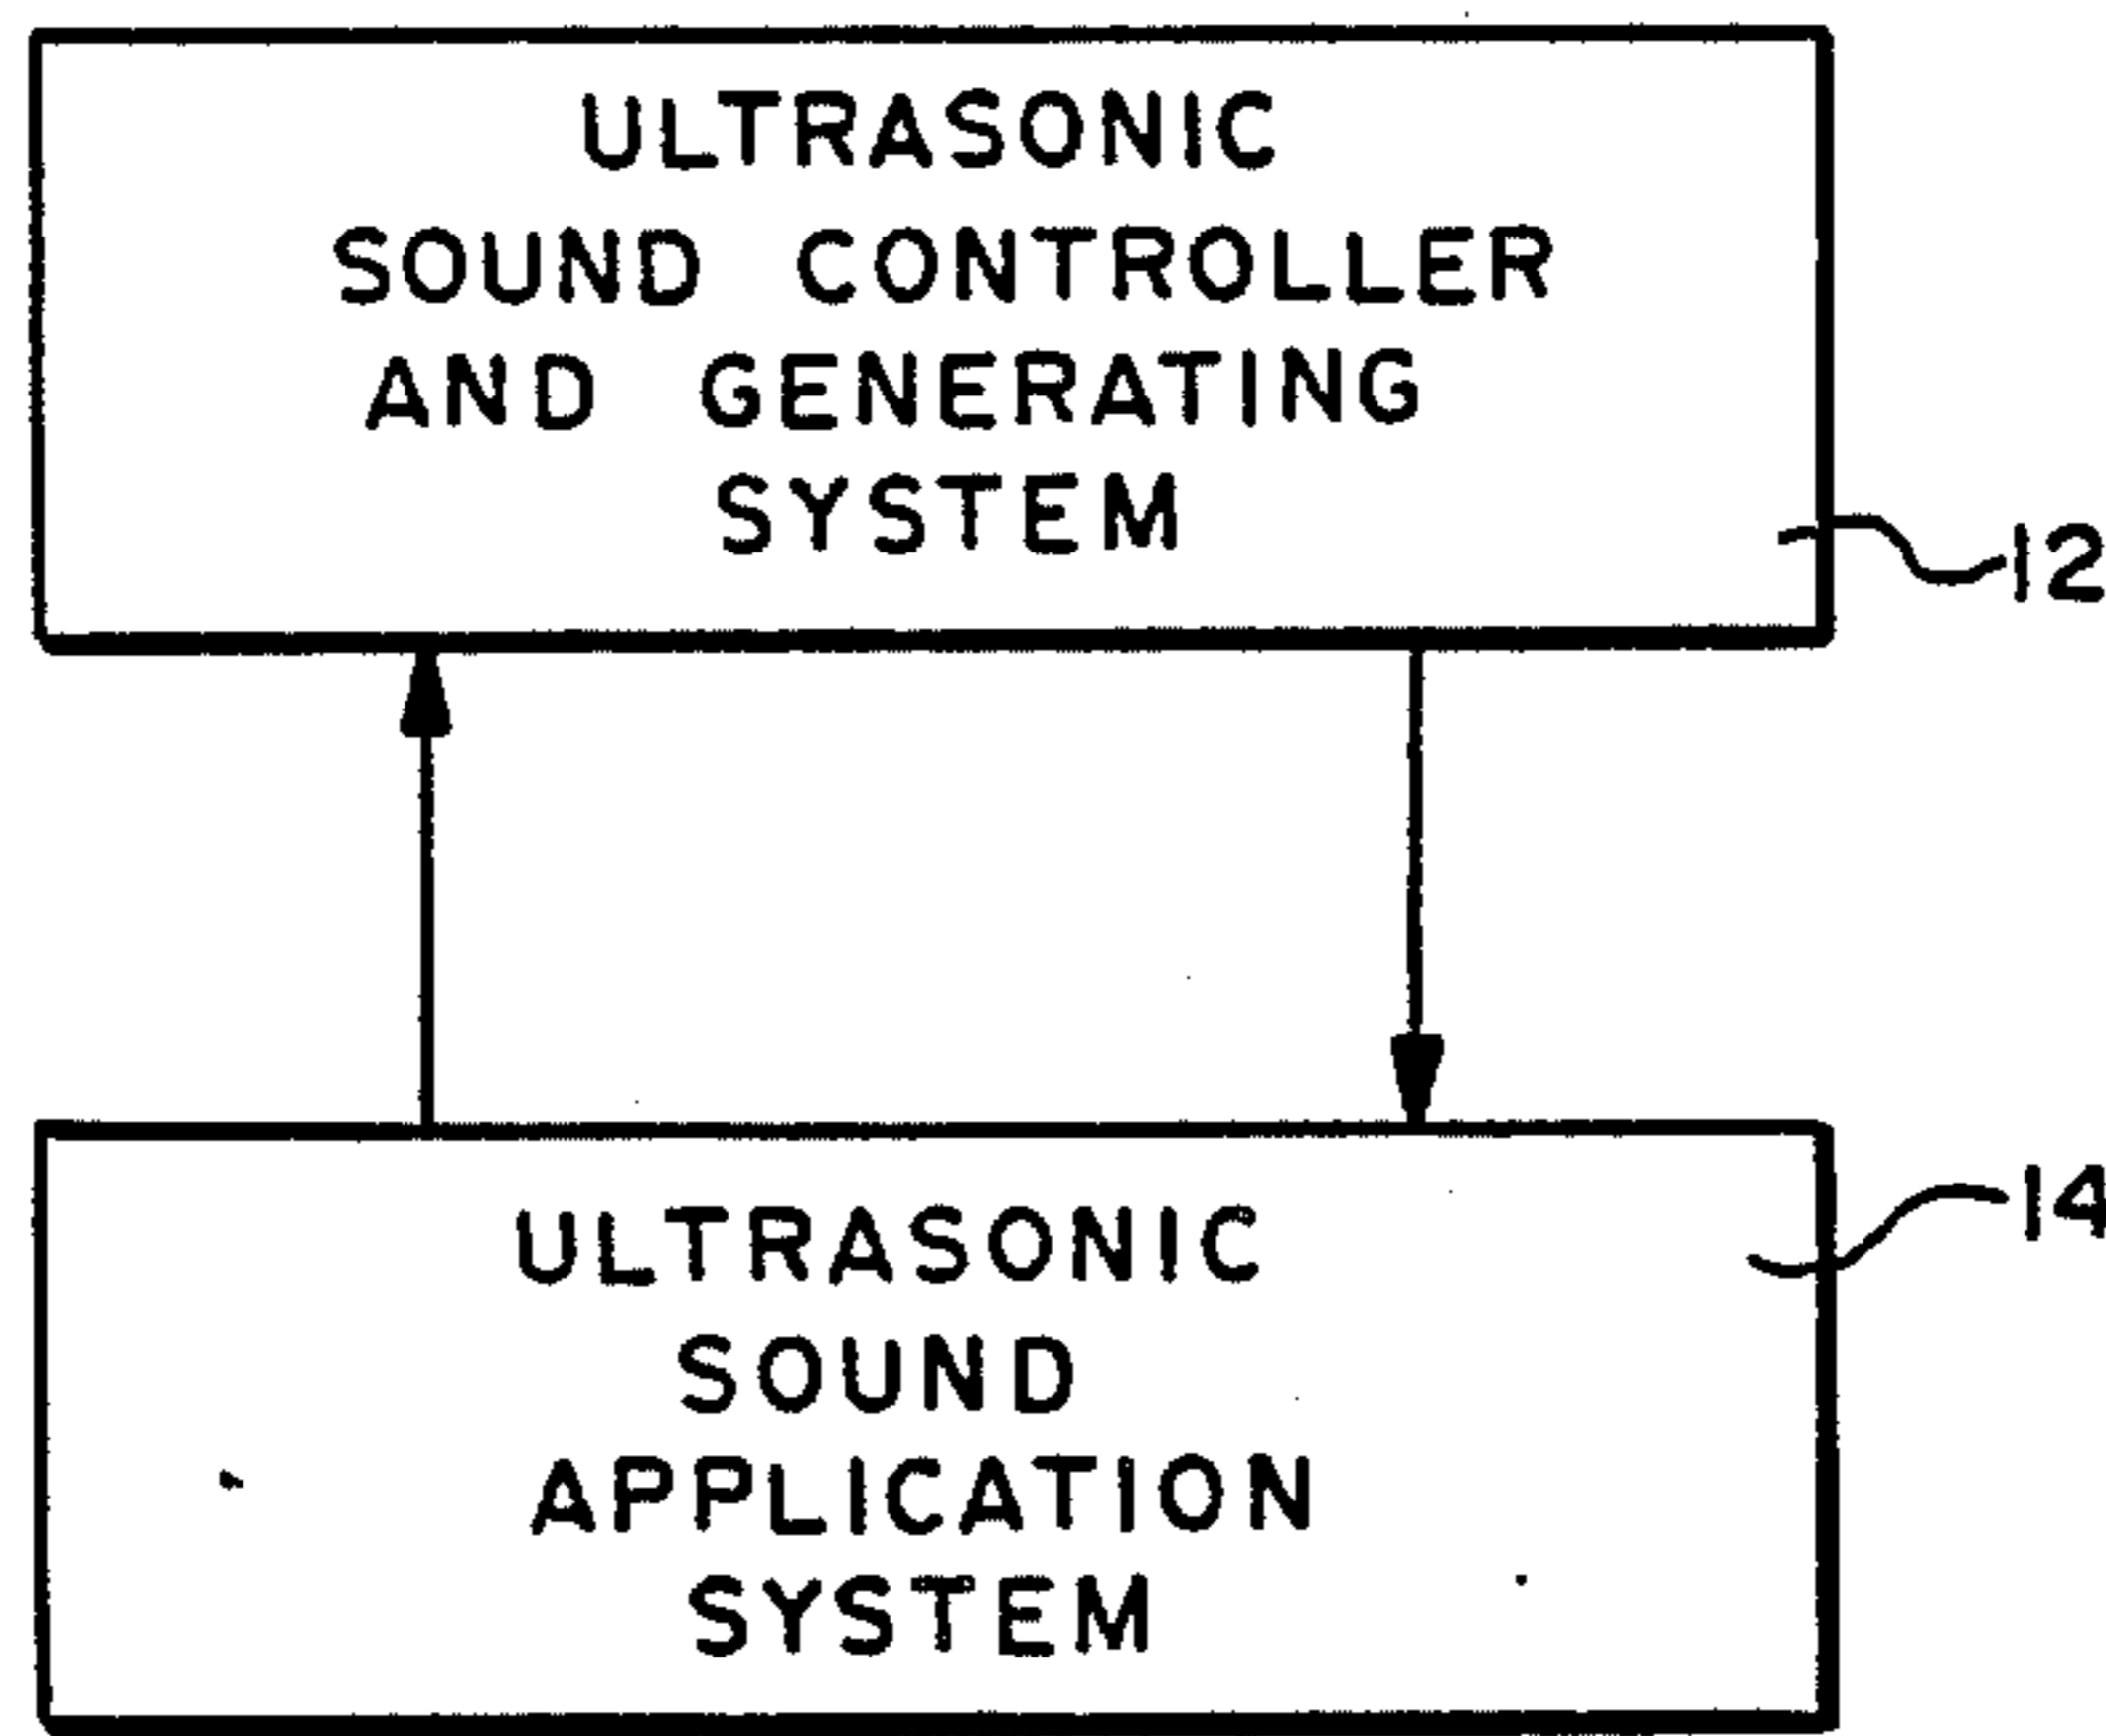 ULTRASONIC
SOUND CONTROLLER
AND GENERATING
SYSTEM
12
14
ULTRASONIC
SOUND
APPLICATION
SYSTEM